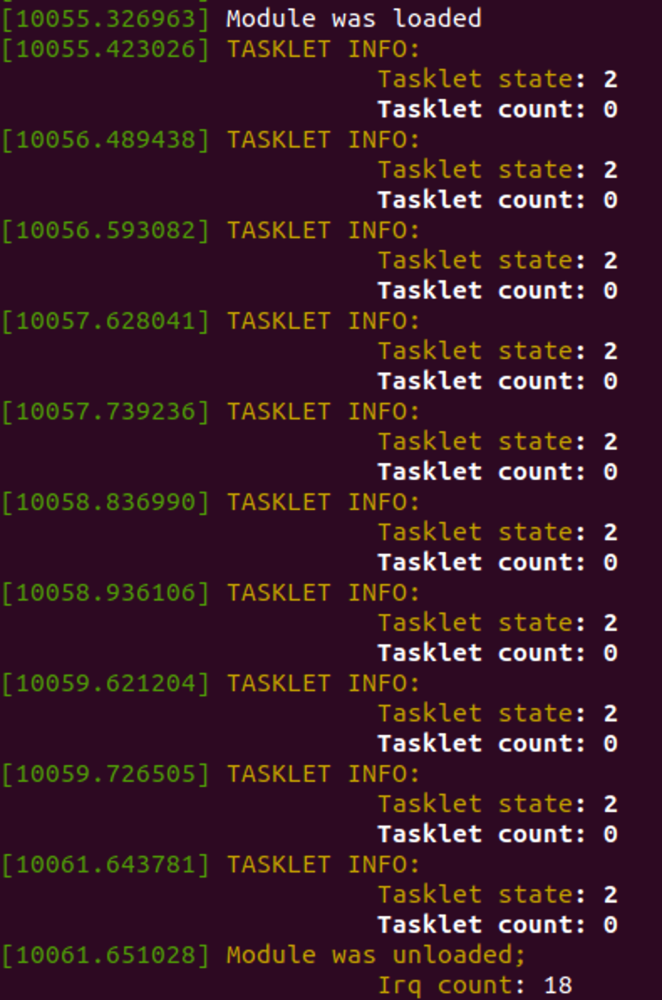 [10055.326963] Module was loaded
[10055.423026] TASKLET INFO:
Tasklet state: 2
Tasklet count: 0
[10056.489438] TASKLET INFO:
Tasklet state: 2
Tasklet count: 0
[10056.593082] TASKLET INFO:
Tasklet state: 2
Tasklet count: 0
[10057.628041] TASKLET INFO:
Tasklet state: 2
Tasklet count: 0
[10057.739236] TASKLET INFO:
Tasklet state: 2
Tasklet count: 0
[10058.836990] TASKLET INFO:
Tasklet state: 2
Tasklet count: 0
[10058.936106] TASKLET INFO:
Tasklet state: 2
Tasklet count: 0
[10059.621204] TASKLET INFO:
Tasklet state: 2
Tasklet count: 0
[10059.726505] TASKLET INFO:
Tasklet state: 2
Tasklet count: 0
[10061.643781] TASKLET INFO:
Tasklet state: 2
Tasklet count: 0
[10061.651028] Module was unloaded;
Irq count: 18